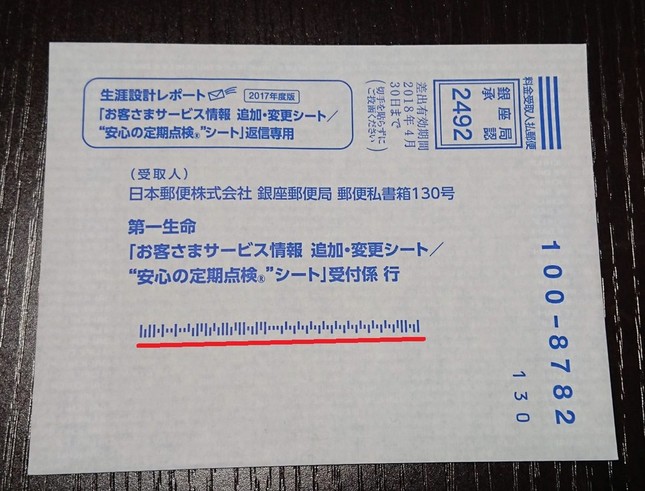 生涯設計レポート 2017年度版
「お客さまサービス情報 追加・変更シート／
“安心の定期点検®”シート」返信専用
差出有効期間
2018年4月
30日まで
(切手を貼らずに
ご投函ください)
料金受取人払郵便
銀座局
承認
2492
(受取人)
日本郵便株式会社 銀座郵便局 郵便私書箱130号
第一生命
「お客さまサービス情報 追加・変更シート／
“安心の定期点検®”シート」受付係 行
100-8782
130